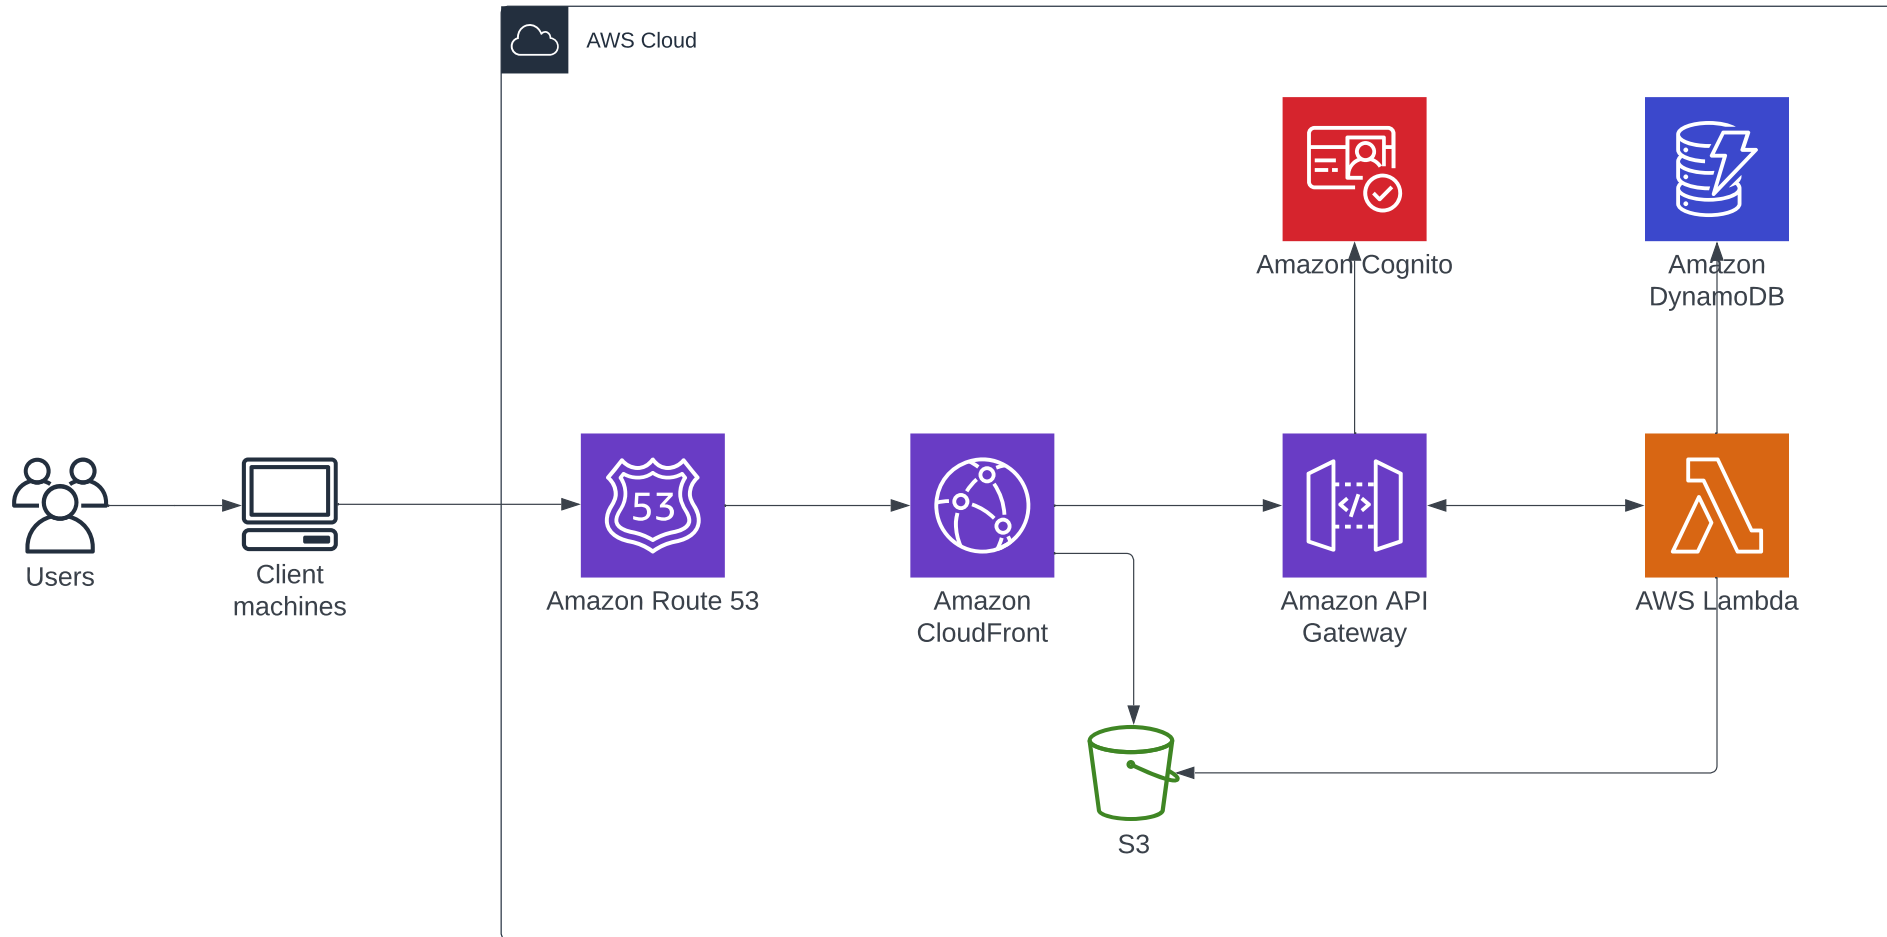 AWS Cloud
Amazon Cognito
Amazon
DynamoDB
53
Users
Client
machines
Amazon Route 53
Amazon
CloudFront
</>
Amazon API
Gateway
AWS Lambda
S3